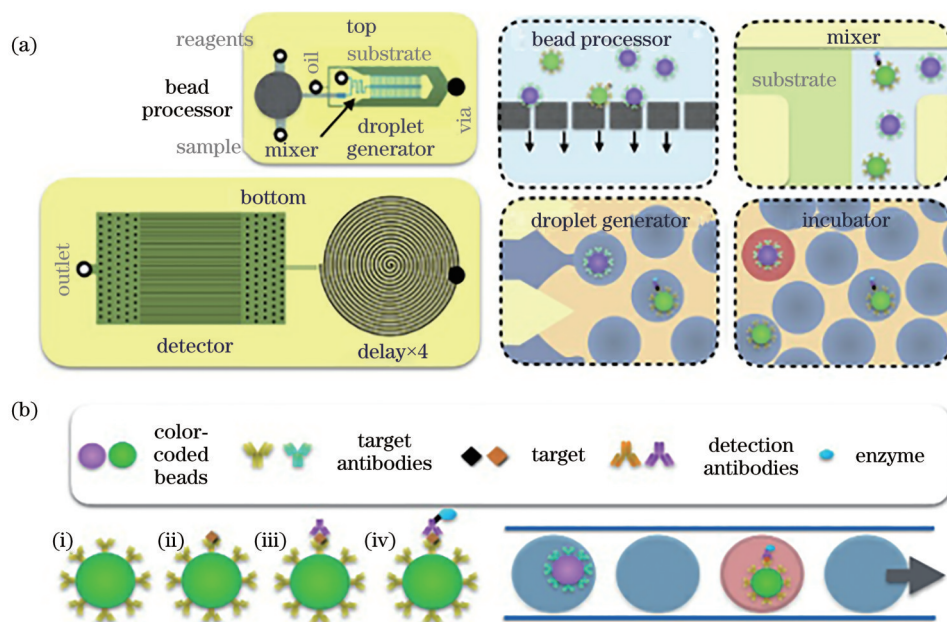 (a)
reagents
bead
processor
sample
mixer
oil
top
substrate
droplet
generator
via
bottom
outlet
detector
delay×4
bead processor
mixer
substrate
droplet generator
incubator
(b)
color-
coded
beads
target
antibodies
target
detection
antibodies
enzyme
(i)
(ii)
(iii)
(iv)